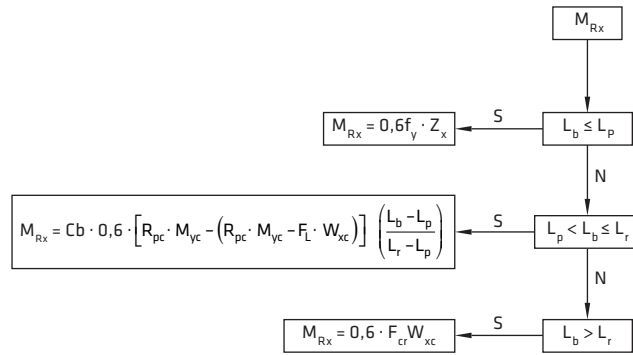 M_Rx
L_b ≤ L_P
S
M_Rx = 0,6f_y · Z_x
N
L_p < L_b ≤ L_r
S
M_Rx = Cb · 0,6 · [R_pc · M_yc – (R_pc · M_yc – F_L · W_xc)] ((L_b – L_p) / (L_r – L_p))
N
L_b > L_r
S
M_Rx = 0,6 · F_cr W_xc